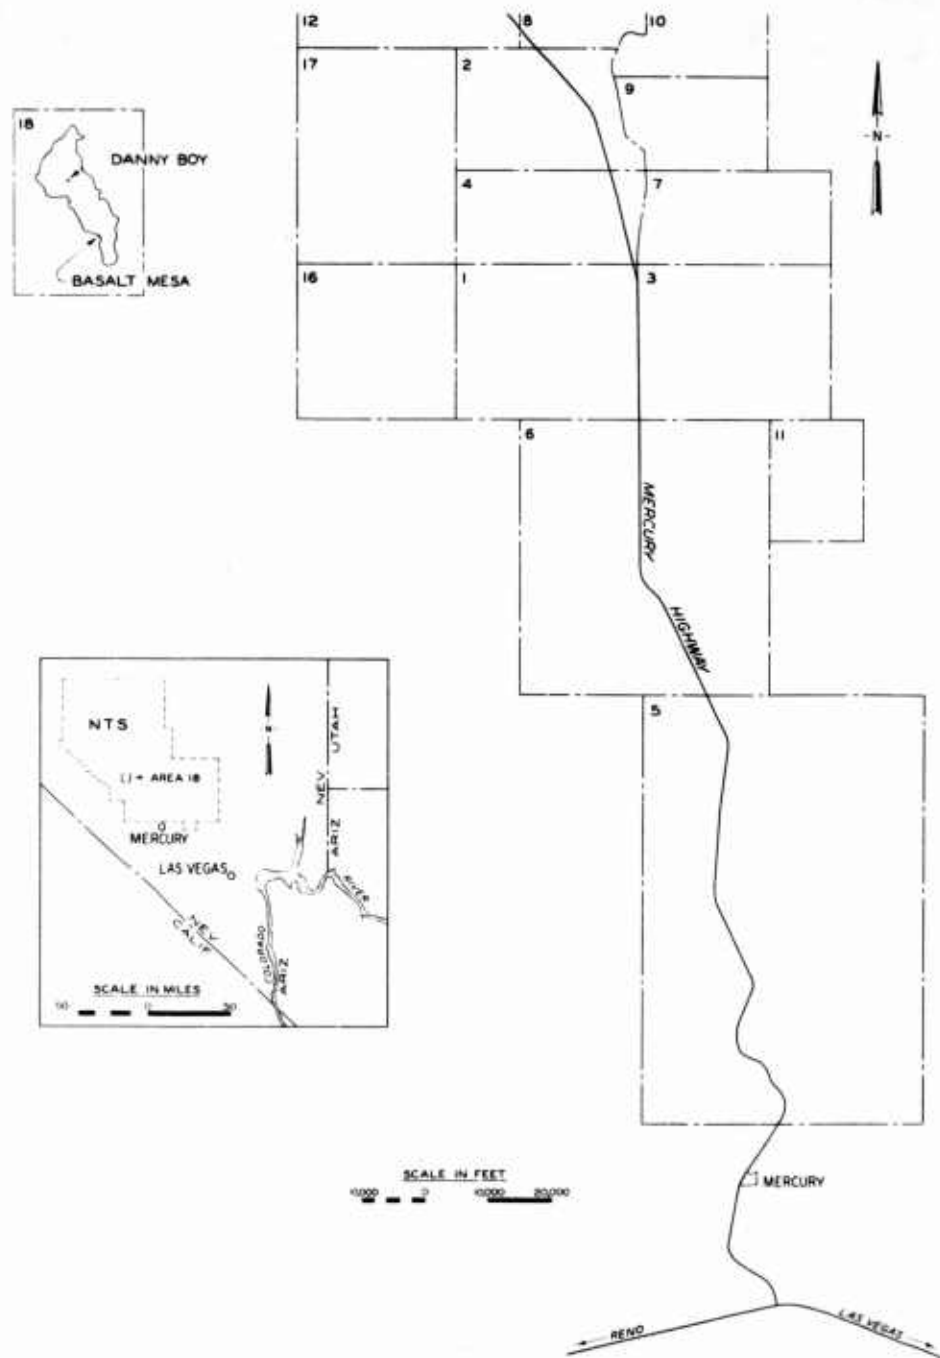 12
8
10
17
2
9
18
DANNY BOY
-N-
4
7
BASALT MESA
16
1
3
6
11
MERCURY
HIGHWAY
5
NTS
N
AREA 18
MERCURY
LAS VEGAS
NEV
UTAH
ARIZ
RIVER
NEV
CALIF
COLORADO
ARIZ
SCALE IN MILES
0
SCALE IN FEET
10,000 0 10,000 20,000
MERCURY
RENO
LAS VEGAS